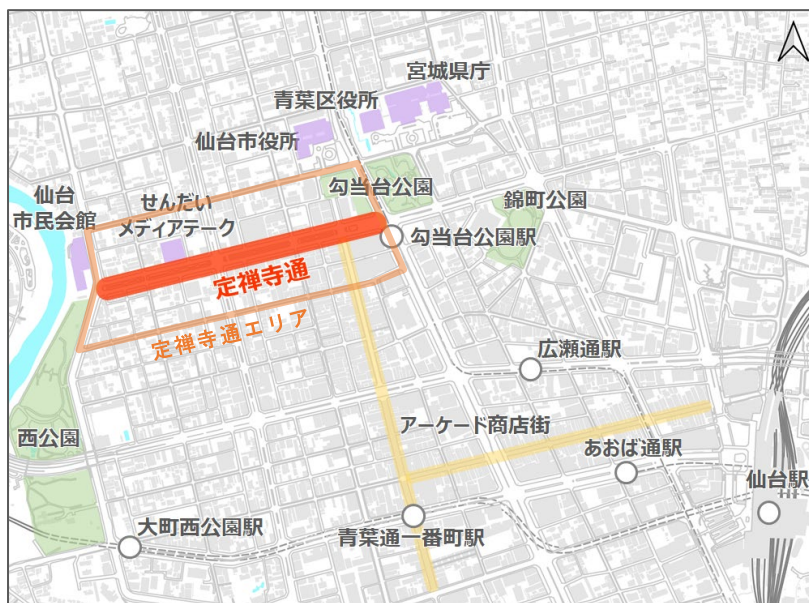 宮城県庁
青葉区役所
仙台市役所
仙台
市民会館
せんだい
メディアテーク
勾当台公園
錦町公園
勾当台公園駅
定禅寺通
定禅寺通エリア
広瀬通駅
アーケード商店街
西公園
あおば通駅
仙台駅
大町西公園駅
青葉通一番町駅